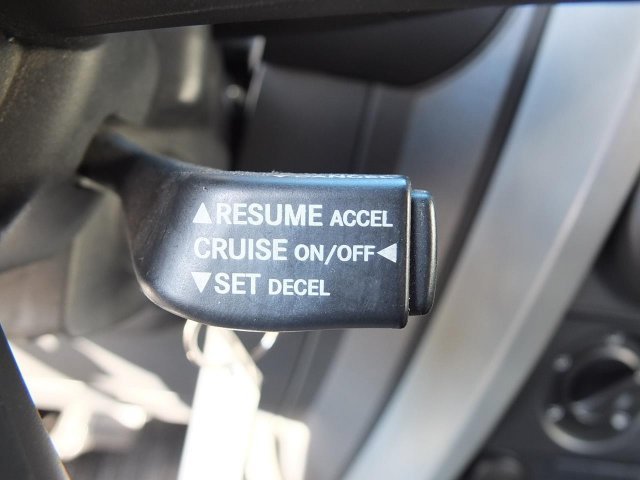 ▲RESUME ACCEL
CRUISE ON/OFF◀
▼SET DECEL